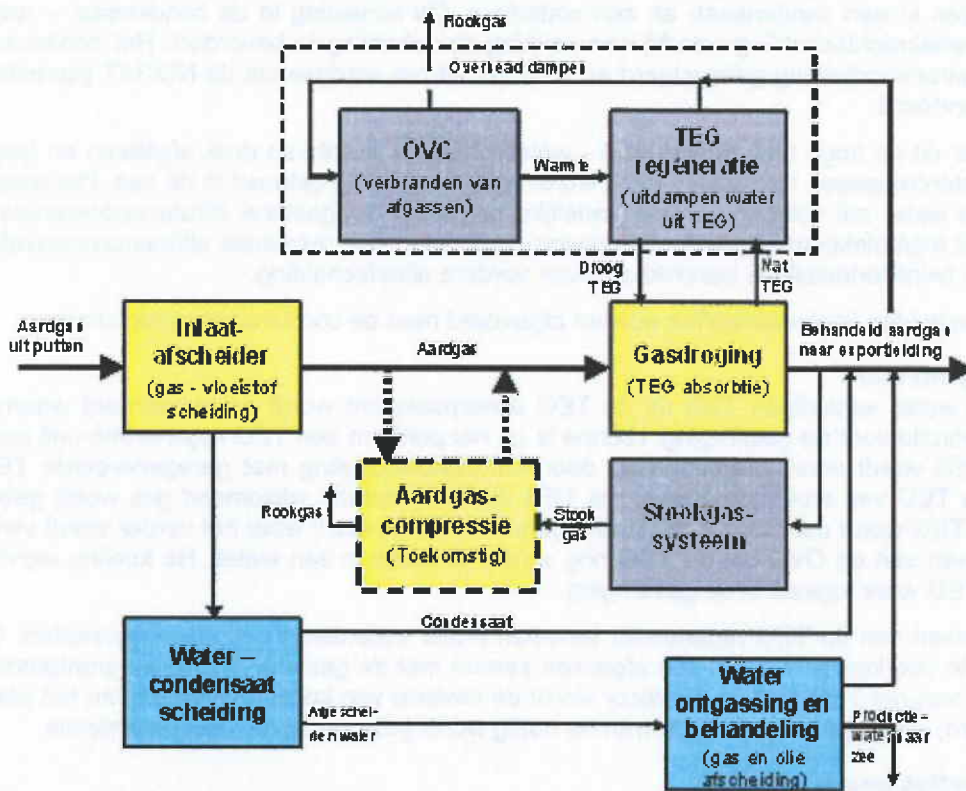 Rookgas
Overhead dampen
OVC
(verbranden van
afgassen)
Warmte
TEG
regeneratie
(uitdampen water
uit TEG)
Droog
TEG
Nat
TEG
Aardgas
uit putten
Inlaat-
afscheider
(gas - vloeistof
scheiding)
Aardgas
Gasdroging
(TEG absorbtie)
Behandeld aardgas
naar exportleiding
Rookgas
Aardgas-
compressie
(Toekomstig)
Stook
gas
Stookgas-
systeem
Condensaat
Water –
condensaat
scheiding
Afgeschei-
den water
Water
ontgassing en
behandeling
(gas en olie
afscheiding)
Productie-
water naar
zee